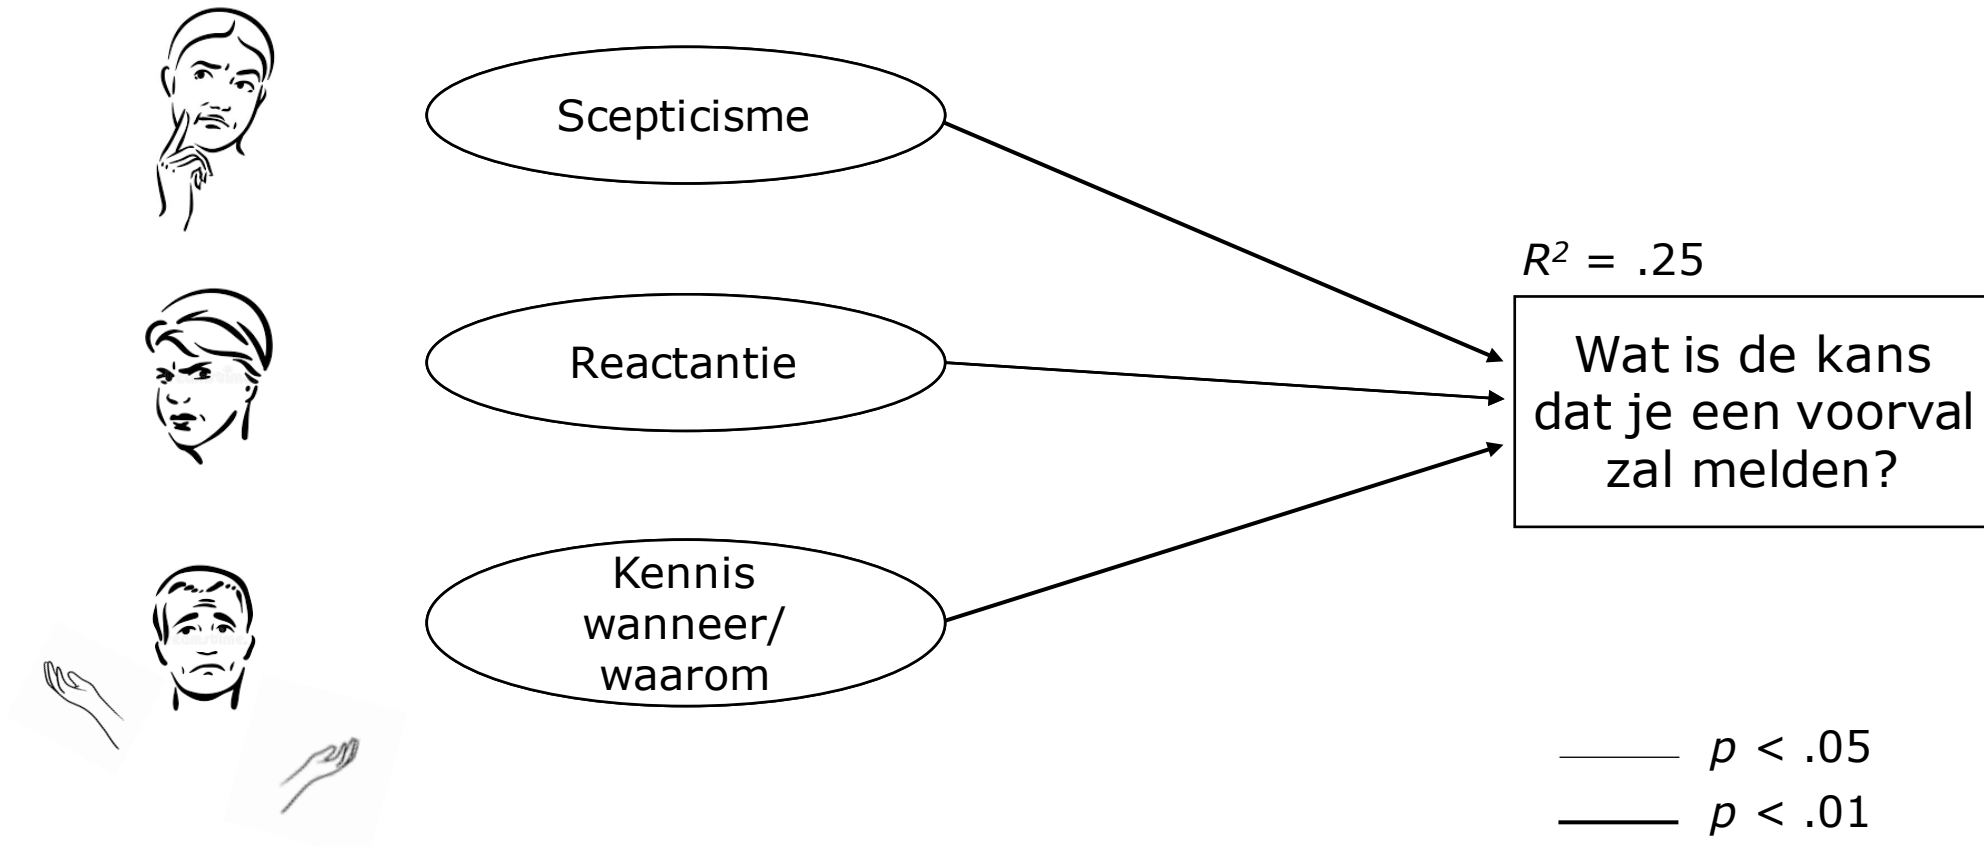 Scepticisme
R² = .25
Reactantie
Wat is de kans
dat je een voorval
zal melden?
Kennis
wanneer/
waarom
p < .05
p < .01